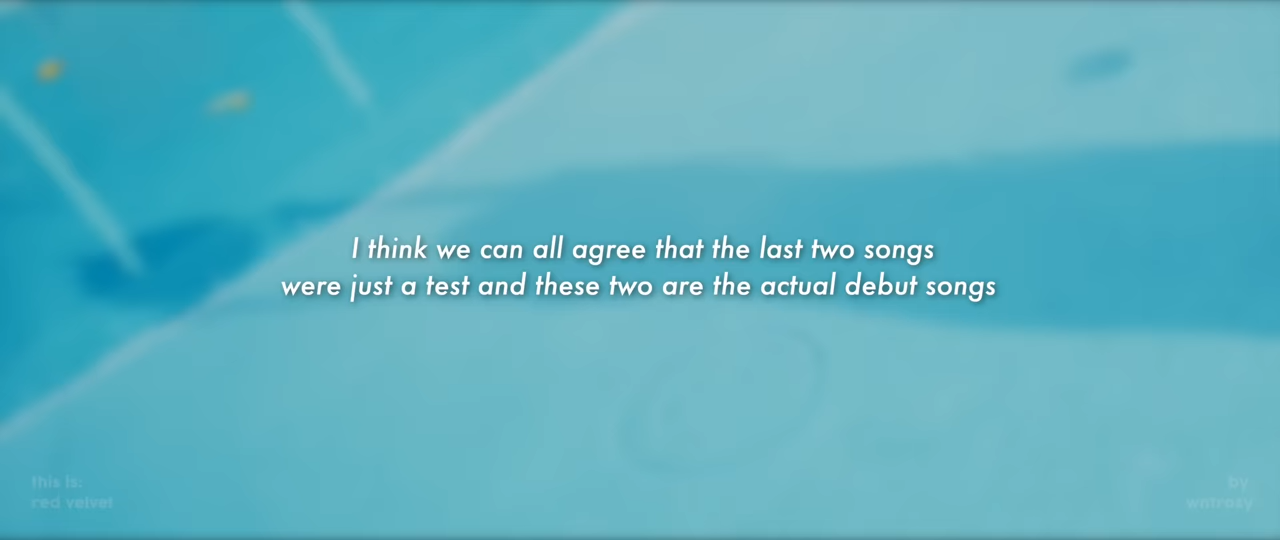 I think we can all agree that the last two songs
were just a test and these two are the actual debut songs
this is:
red velvet
by